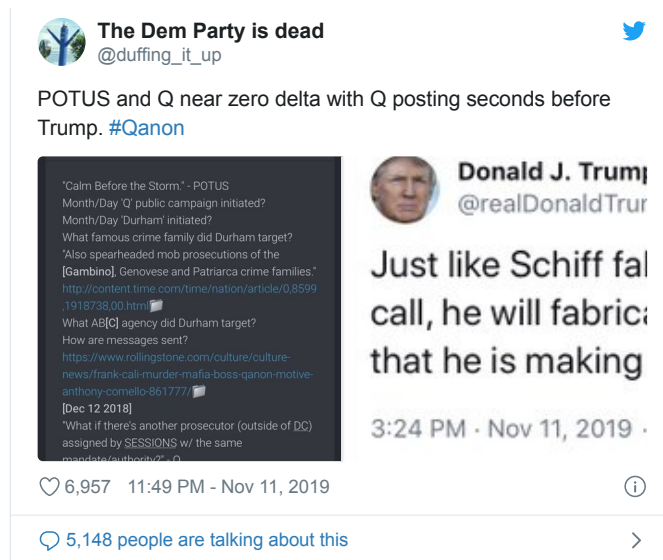 The Dem Party is dead
@duffing_it_up
POTUS and Q near zero delta with Q posting seconds before
Trump. #Qanon
"Calm Before the Storm." - POTUS
Month/Day 'Q' public campaign initiated?
Month/Day 'Durham' initiated?
What famous crime family did Durham target?
"Also spearheaded mob prosecutions of the
[Gambino], Genovese and Patriarca crime families."
http://content.time.com/time/nation/article/0,8599
,1918738,00.html
What AB[C] agency did Durham target?
How are messages sent?
https://www.rollingstone.com/culture/culture-
news/frank-cali-murder-mafia-boss-qanon-motive-
anthony-comello-861777/
[Dec 12 2018]
"What if there's another prosecutor (outside of DC)
assigned by SESSIONS w/ the same
mandate/authority?" - Q
Donald J. Trump
@realDonaldTrur
Just like Schiff fal
call, he will fabrica
that he is making
3:24 PM · Nov 11, 2019 ·
6,957 11:49 PM - Nov 11, 2019
5,148 people are talking about this